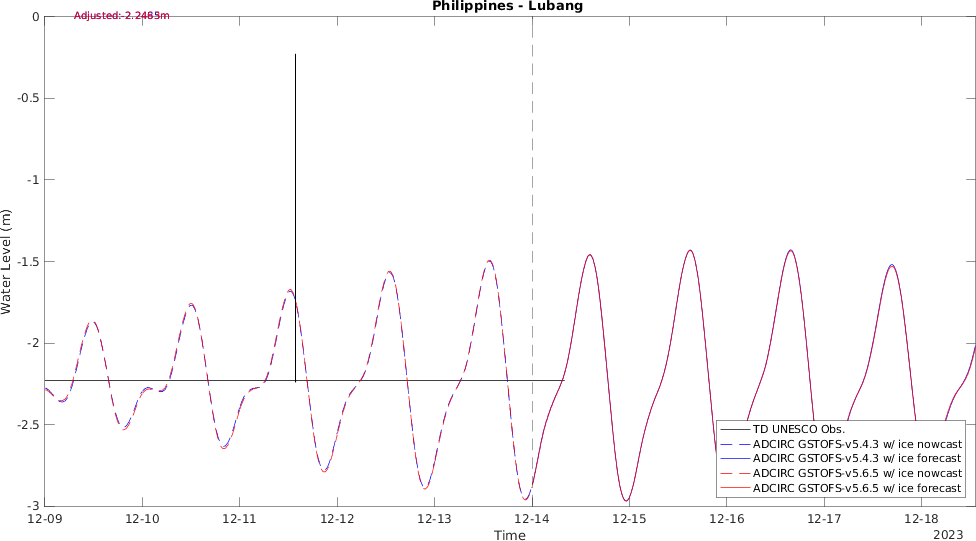 Philippines - Lubang
Adjusted:
0
-0.5
-1
-1.5
-2
-2.5
-3
Water Level (m)
12-09
12-10
12-11
12-12
12-13
12-14
12-15
12-16
12-17
12-18
Time
2023
TD UNESCO Obs.
ADCIRC GSTOFS-v5.4.3 w/ ice nowcast
ADCIRC GSTOFS-v5.4.3 w/ ice forecast
ADCIRC GSTOFS-v5.6.5 w/ ice nowcast
ADCIRC GSTOFS-v5.6.5 w/ ice forecast